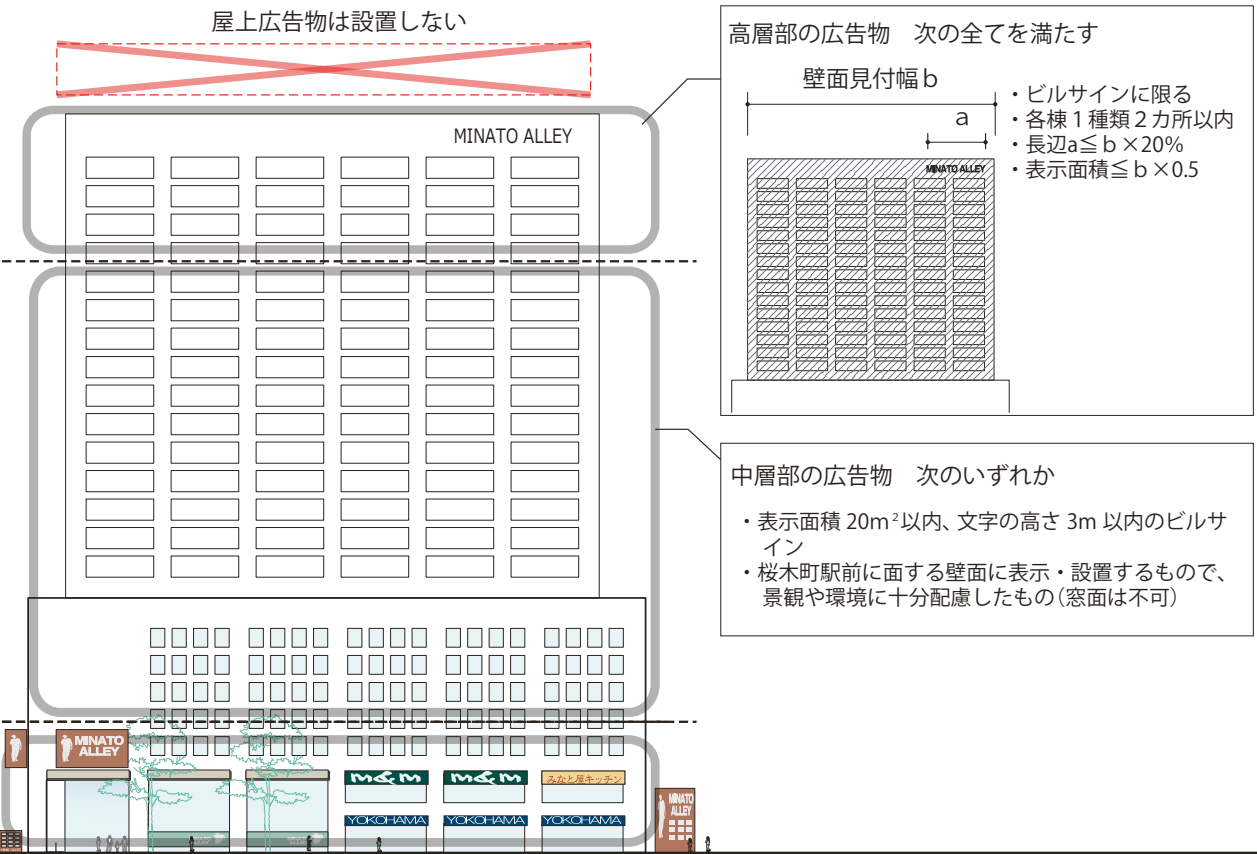 屋上広告物は設置しない
高層部の広告物　次の全てを満たす
壁面見付幅b
a
MINATO ALLEY
・ビルサインに限る
・各棟1種類2カ所以内
・長辺a≦b×20%
・表示面積≦b×0.5
MINATO ALLEY
中層部の広告物　次のいずれか
・表示面積 20m²以内、文字の高さ 3m 以内のビルサ
イン
・桜木町駅前に面する壁面に表示・設置するもので、
景観や環境に十分配慮したもの(窓面は不可)
MINATO
ALLEY
M&M
M&M
みなと屋キッチン
YOKOHAMA
YOKOHAMA
YOKOHAMA
MINATO
ALLEY